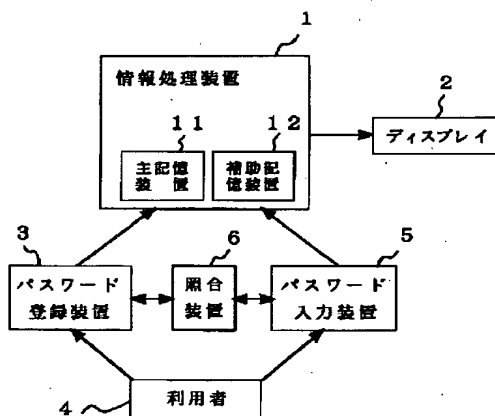 1
情報処理装置
2
11
12
ディスプレイ
主記憶
装置
補助記
憶装置
3
6
5
パスワード
登録装置
照合
装置
パスワード
入力装置
4
利用者